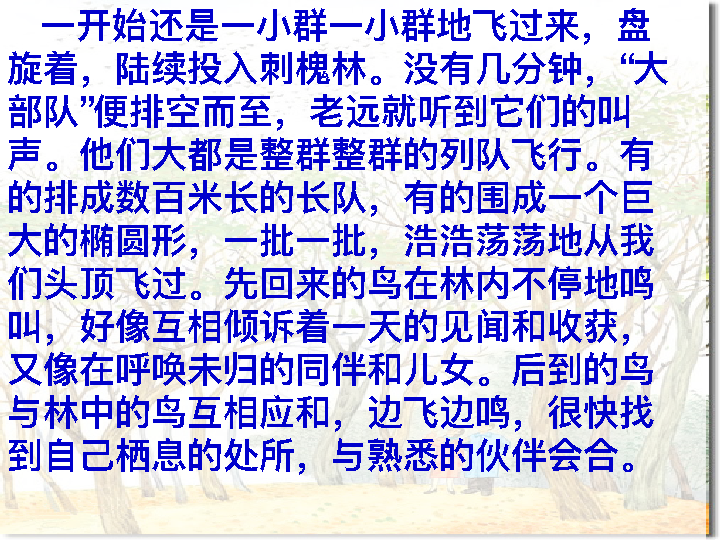 一开始还是一小群一小群地飞过来，盘
旋着，陆续投入刺槐林。没有几分钟，“大
部队”便排空而至，老远就听到它们的叫
声。他们大都是整群整群的列队飞行。有
的排成数百米长的长队，有的围成一个巨
大的椭圆形，一批一批，浩浩荡荡地从我
们头顶飞过。先回来的鸟在林内不停地鸣
叫，好像互相倾诉着一天的见闻和收获，
又像在呼唤未归的同伴和儿女。后到的鸟
与林中的鸟互相应和，边飞边鸣，很快找
到自己栖息的处所，与熟悉的伙伴会合。